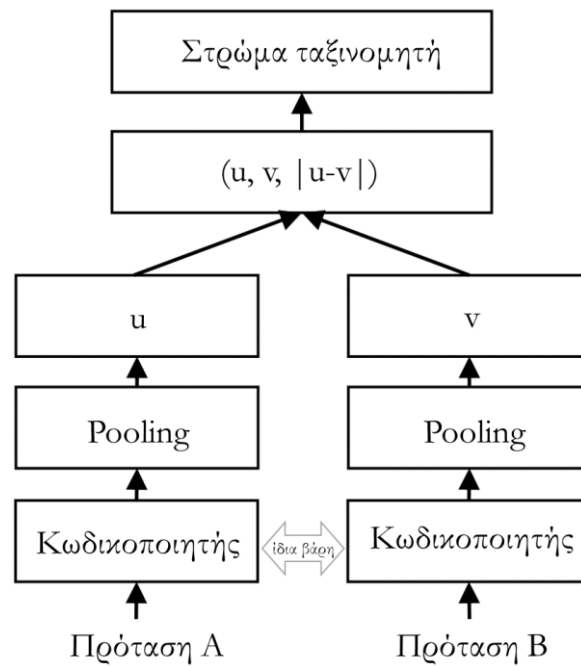 Στρώμα ταξινομητή
(u, v, |u-v|)
u
v
Pooling
Pooling
Κωδικοποιητής
ίδια βάρη
Κωδικοποιητής
Πρόταση Α
Πρόταση Β